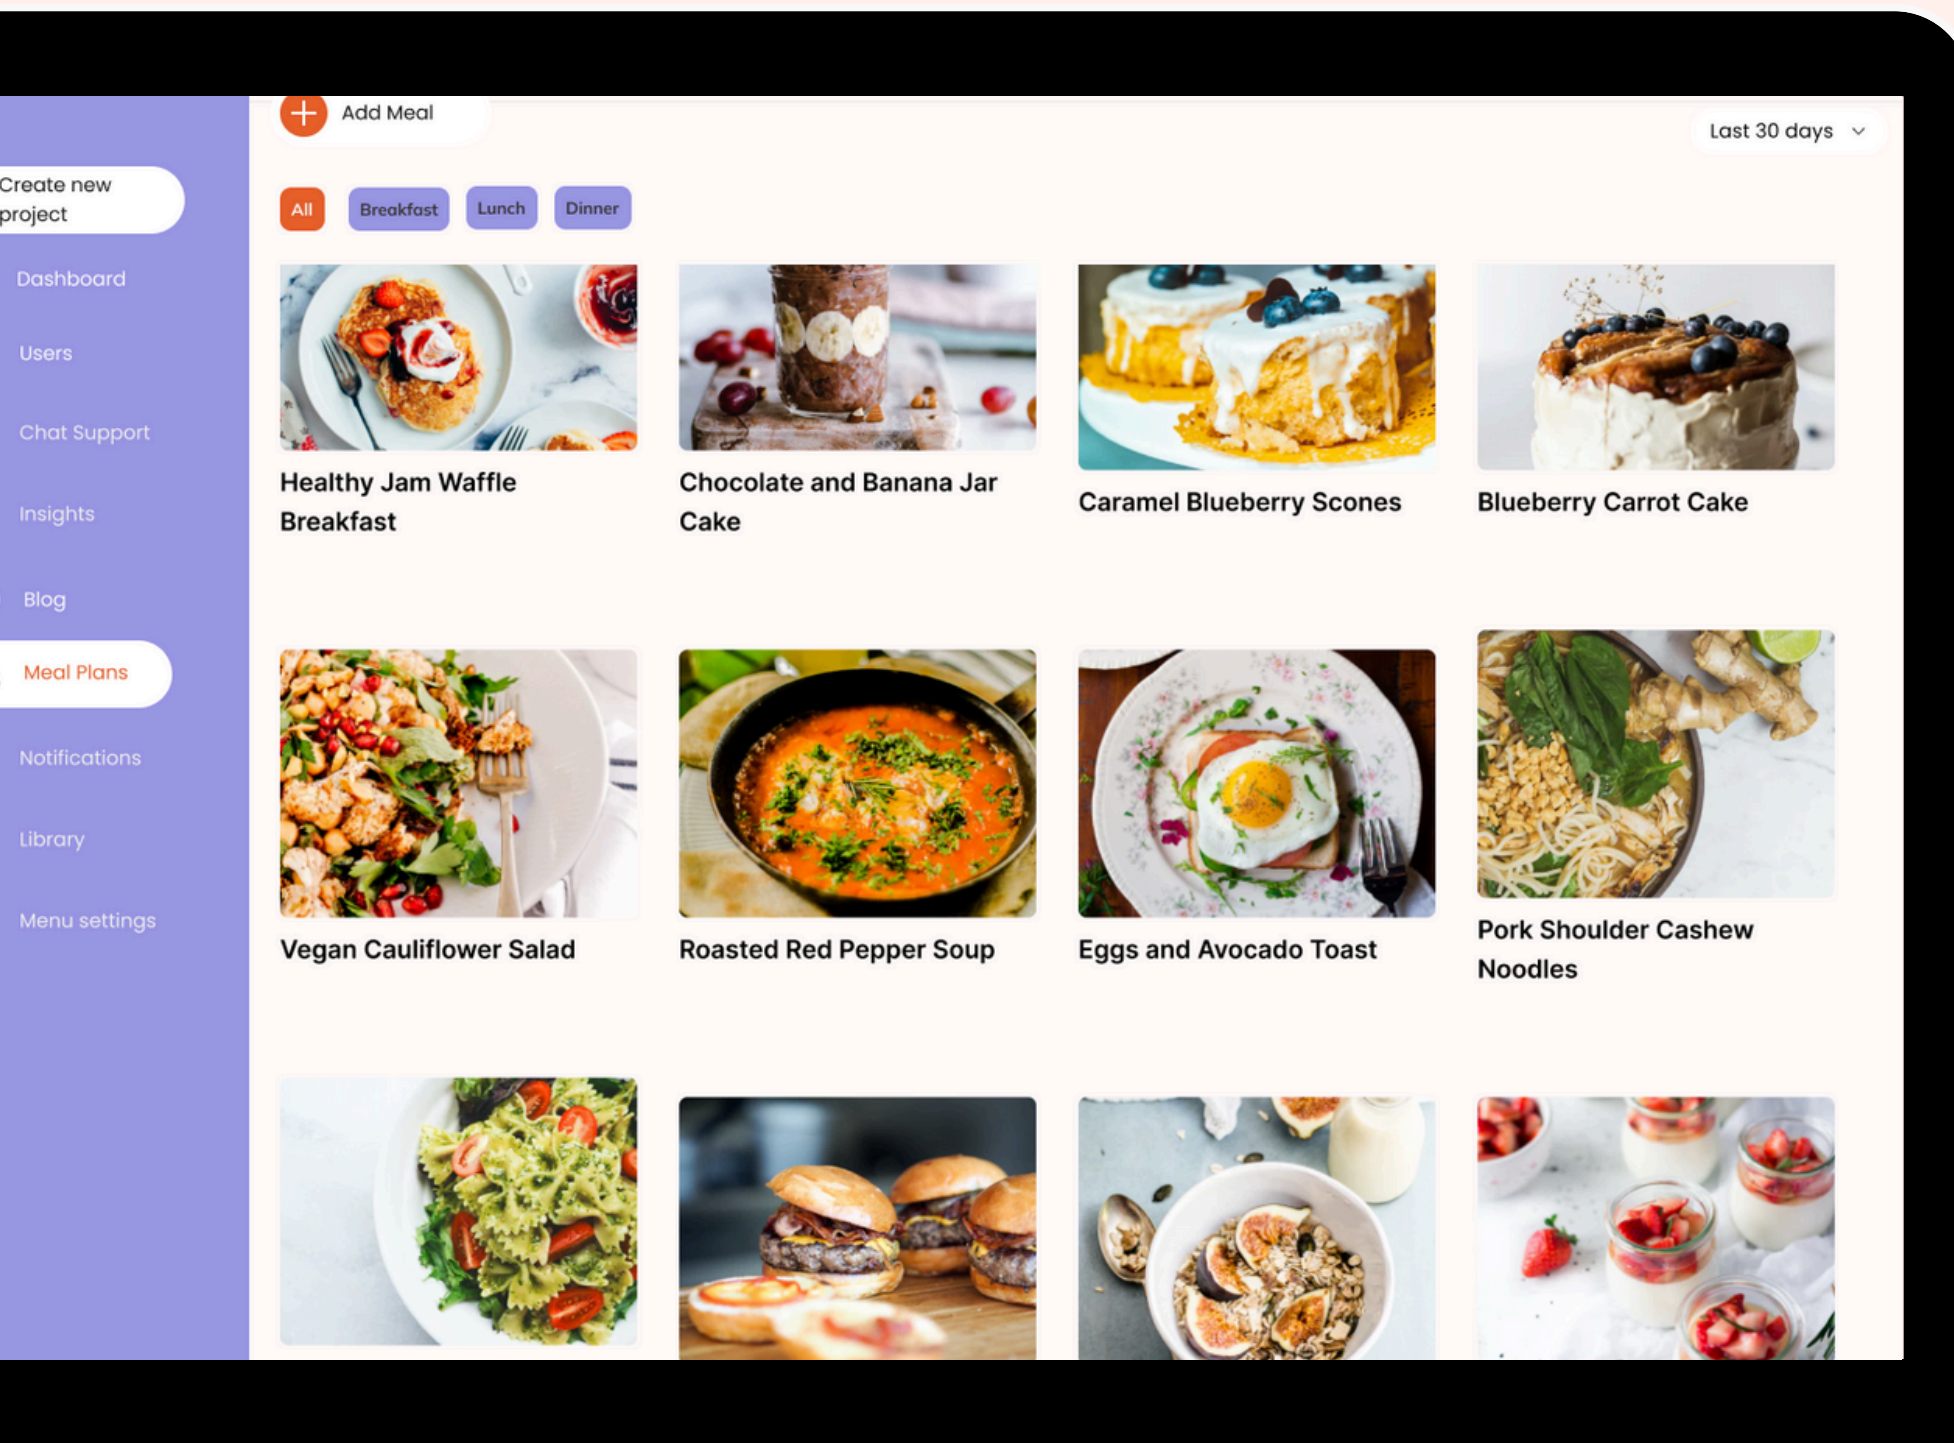 Create new
project
Dashboard
Users
Chat Support
Insights
Blog
Meal Plans
Notifications
Library
Menu settings
Add Meal
Last 30 days
All
Breakfast
Lunch
Dinner
Healthy Jam Waffle
Breakfast
Chocolate and Banana Jar
Cake
Caramel Blueberry Scones
Blueberry Carrot Cake
Vegan Cauliflower Salad
Roasted Red Pepper Soup
Eggs and Avocado Toast
Pork Shoulder Cashew
Noodles